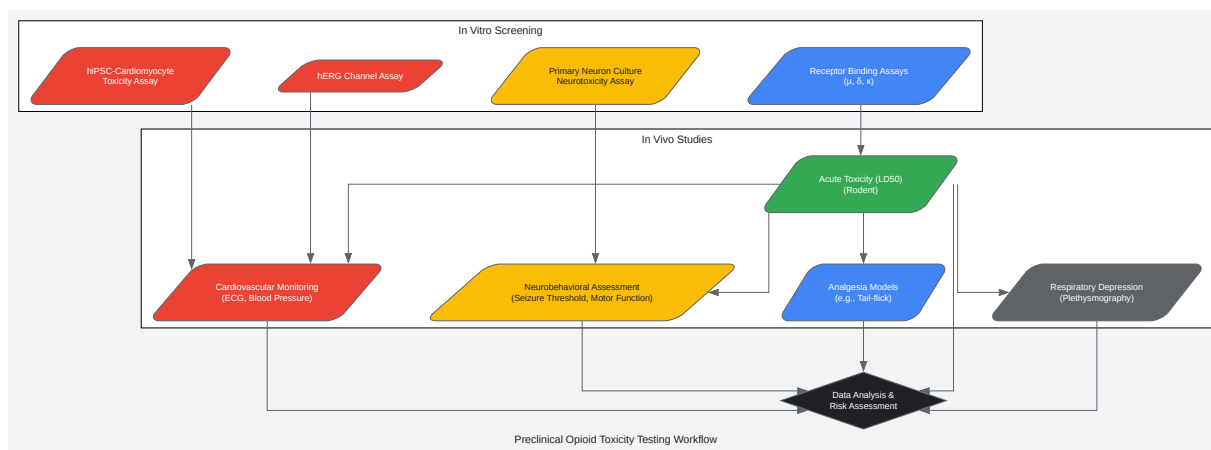 In Vitro Screening
hiPSC-Cardiomyocyte
Toxicity Assay
hERG Channel Assay
Primary Neuron Culture
Neurotoxicity Assay
Receptor Binding Assays
(μ, δ, κ)
In Vivo Studies
Acute Toxicity (LD50)
(Rodent)
Cardiovascular Monitoring
(ECG, Blood Pressure)
Neurobehavioral Assessment
(Seizure Threshold, Motor Function)
Analgesia Models
(e.g., Tail-flick)
Respiratory Depression
(Plethysmography)
Data Analysis &
Risk Assessment
Preclinical Opioid Toxicity Testing Workflow